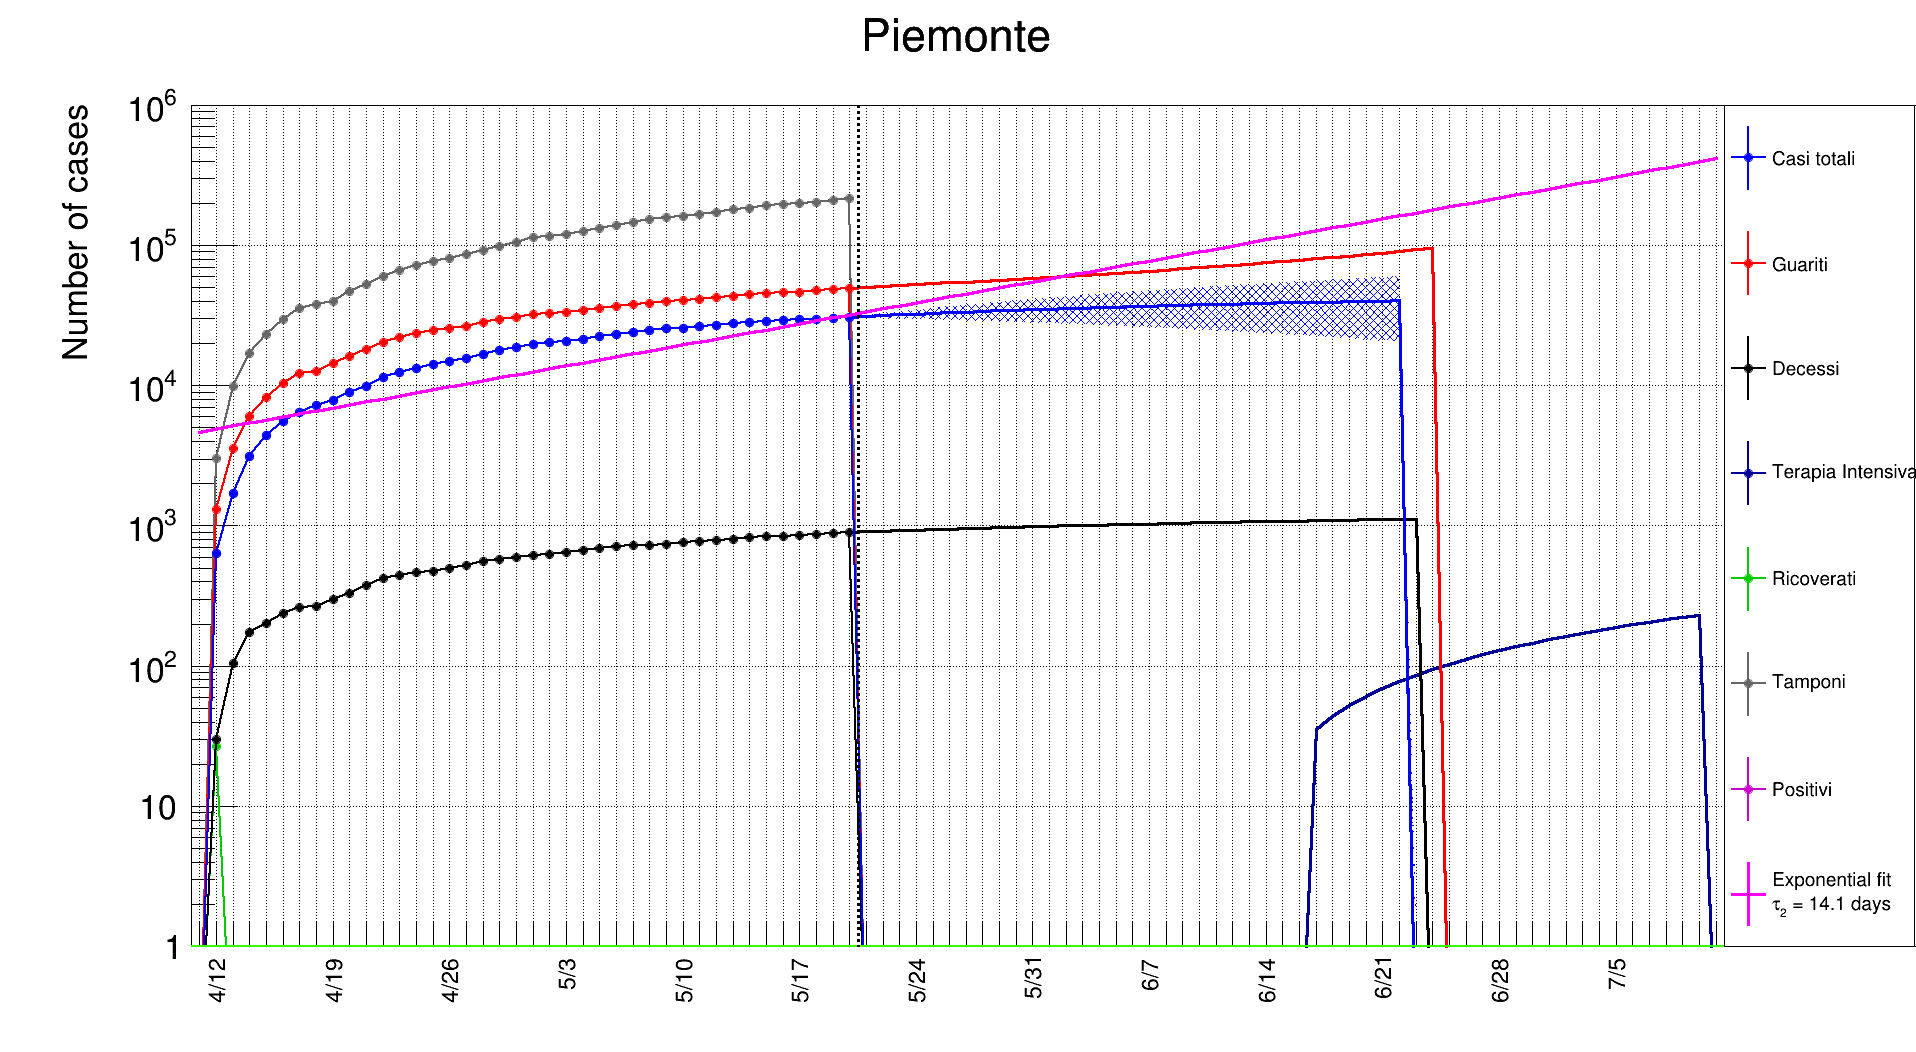 Piemonte
Number of cases
10^6
10^5
10^4
10^3
10^2
10
1
4/12
4/19
4/26
5/3
5/10
5/17
5/24
5/31
6/7
6/14
6/21
6/28
7/5
Casi totali
Guariti
Decessi
Terapia Intensiva
Ricoverati
Tamponi
Positivi
Exponential fit
τ_2 = 14.1 days